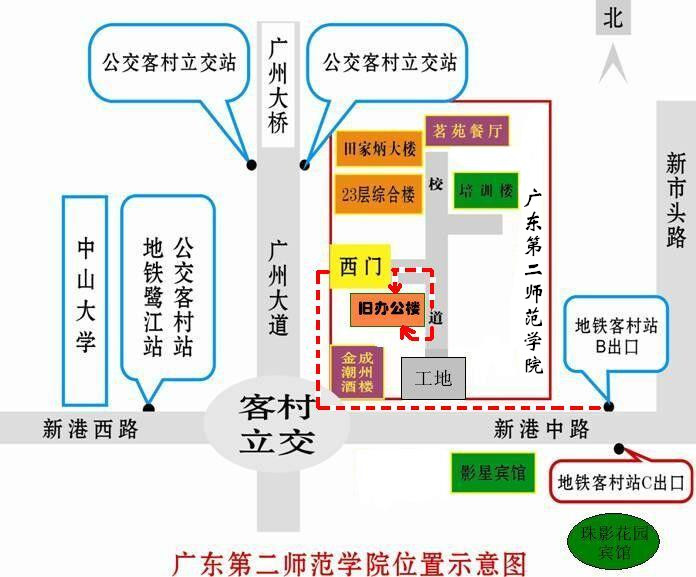 北
公交客村立交站
广州大桥
公交客村立交站
茗苑餐厅
田家炳大楼
23层综合楼
校
培训楼
广东第二师范学院
新市头路
中山大学
公交客村站
地铁鹭江站
广州大道
西门
旧办公楼
道
地铁客村站
B出口
金成
潮州
酒楼
工地
客村
立交
新港西路
新港中路
影星宾馆
地铁客村站C出口
珠影花园
宾馆
广东第二师范学院位置示意图